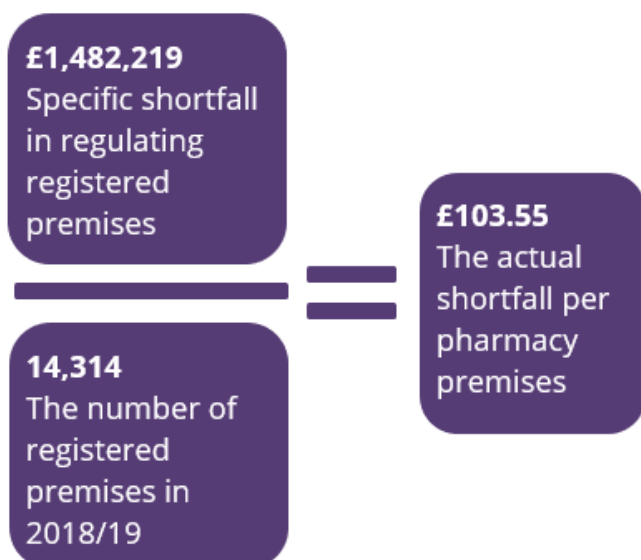 £1,482,219
Specific shortfall
in regulating
registered
premises
14,314
The number of
registered
premises in
2018/19
£103.55
The actual
shortfall per
pharmacy
premises